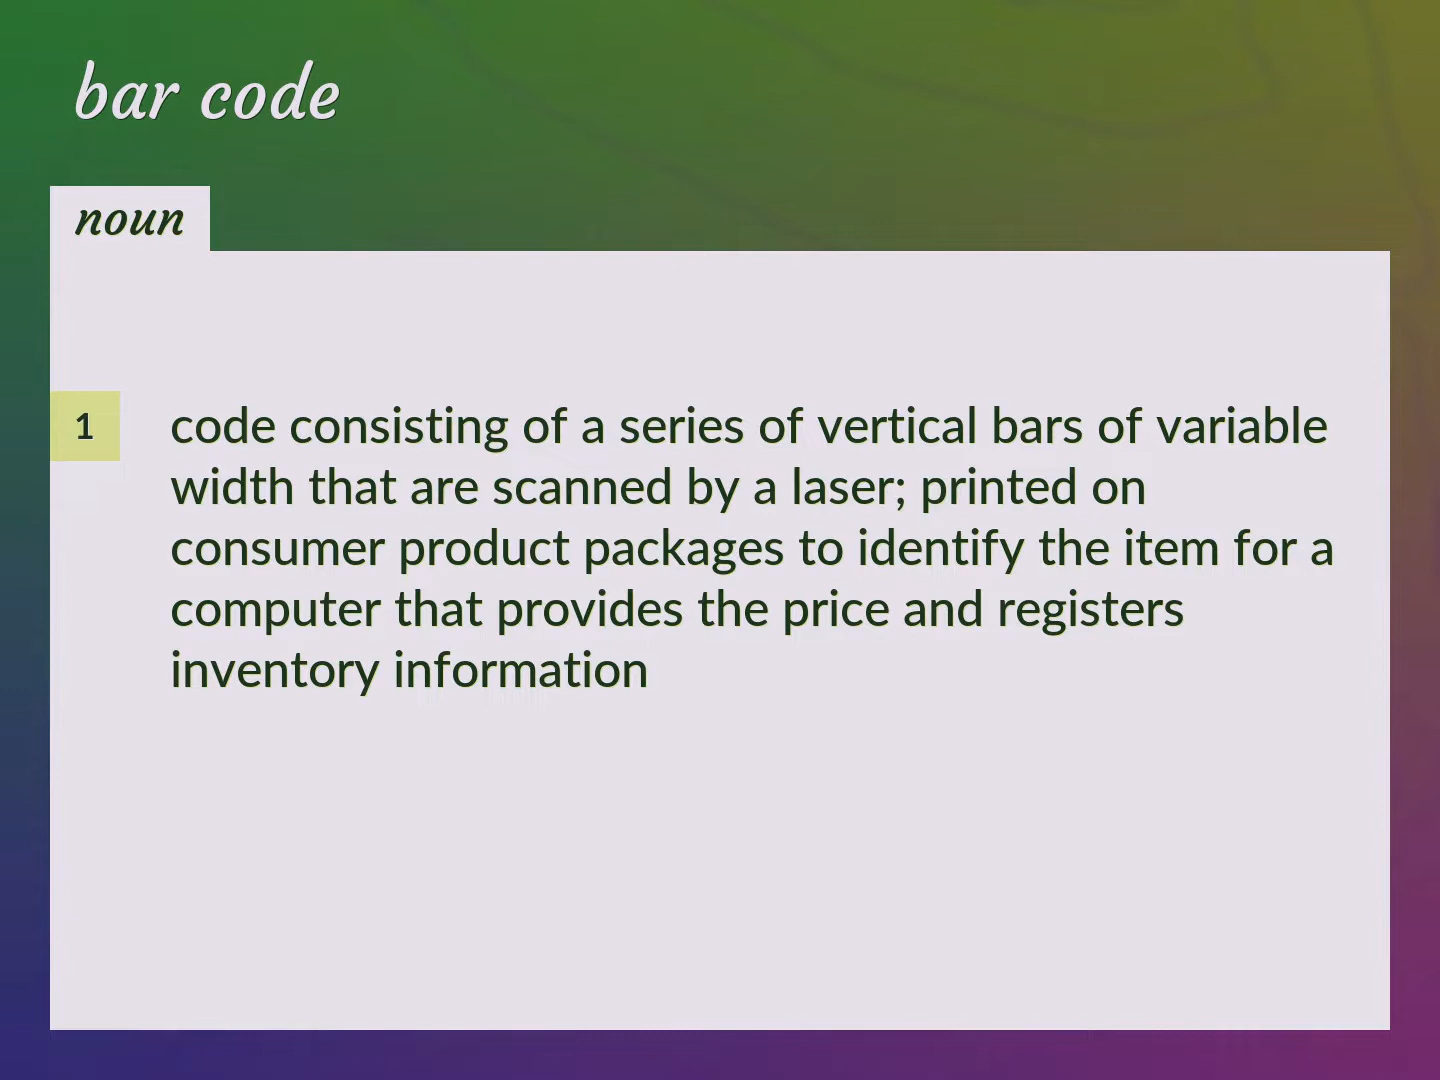 bar code
noun
1
code consisting of a series of vertical bars of variable
width that are scanned by a laser; printed on
consumer product packages to identify the item for a
computer that provides the price and registers
inventory information